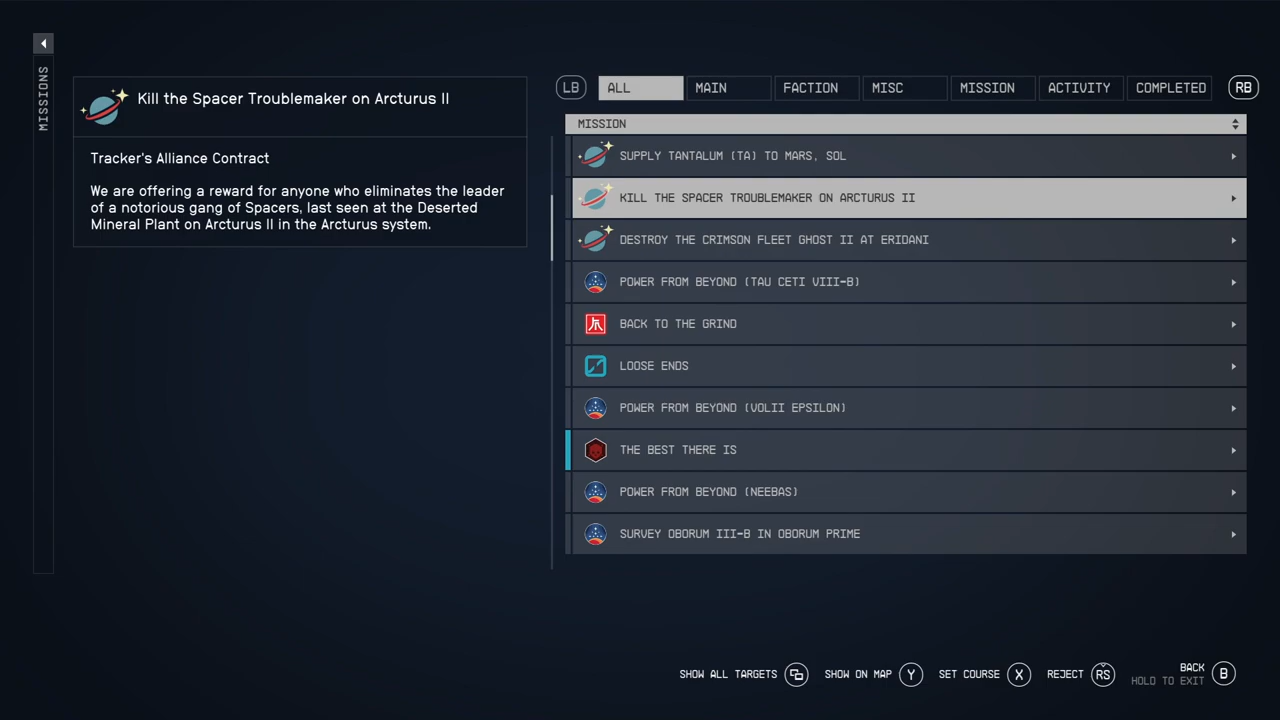 MISSIONS
Kill the Spacer Troublemaker on Arcturus II
Tracker's Alliance Contract
We are offering a reward for anyone who eliminates the leader
of a notorious gang of Spacers, last seen at the Deserted
Mineral Plant on Arcturus II in the Arcturus system.
LB ALL MAIN FACTION MISC MISSION ACTIVITY COMPLETED RB
MISSION
SUPPLY TANTALUM (TA) TO MARS, SOL
KILL THE SPACER TROUBLEMAKER ON ARCTURUS II
DESTROY THE CRIMSON FLEET GHOST II AT ERIDANI
POWER FROM BEYOND (TAU CETI VIII-B)
BACK TO THE GRIND
LOOSE ENDS
POWER FROM BEYOND (VOLII EPSILON)
THE BEST THERE IS
POWER FROM BEYOND (NEEBAS)
SURVEY OBORUM III-B IN OBORUM PRIME
SHOW ALL TARGETS SHOW ON MAP Y SET COURSE X REJECT RS BACK B
HOLD TO EXIT